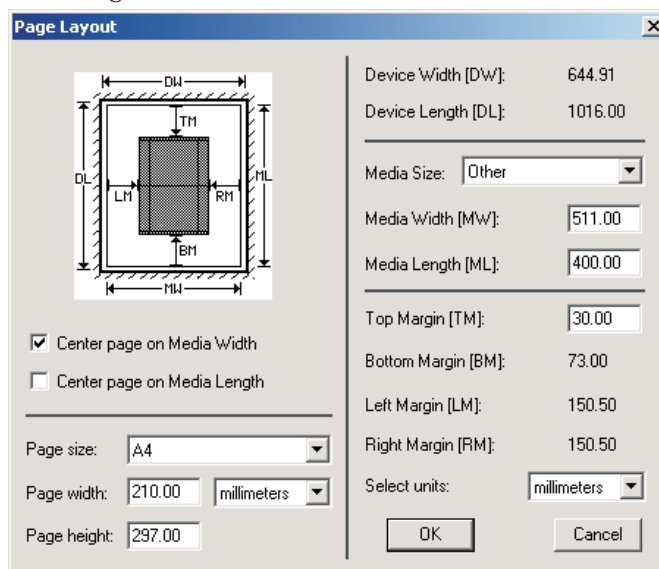 Page Layout
DW
TM
DL
ML
LM
RM
BM
MW
Center page on Media Width
Center page on Media Length
Page size: A4
Page width: 210.00 millimeters
Page height: 297.00
Device Width [DW]: 644.91
Device Length [DL]: 1016.00
Media Size: Other
Media Width [MW]: 511.00
Media Length [ML]: 400.00
Top Margin [TM]: 30.00
Bottom Margin [BM]: 73.00
Left Margin [LM]: 150.50
Right Margin [RM]: 150.50
Select units: millimeters
OK Cancel